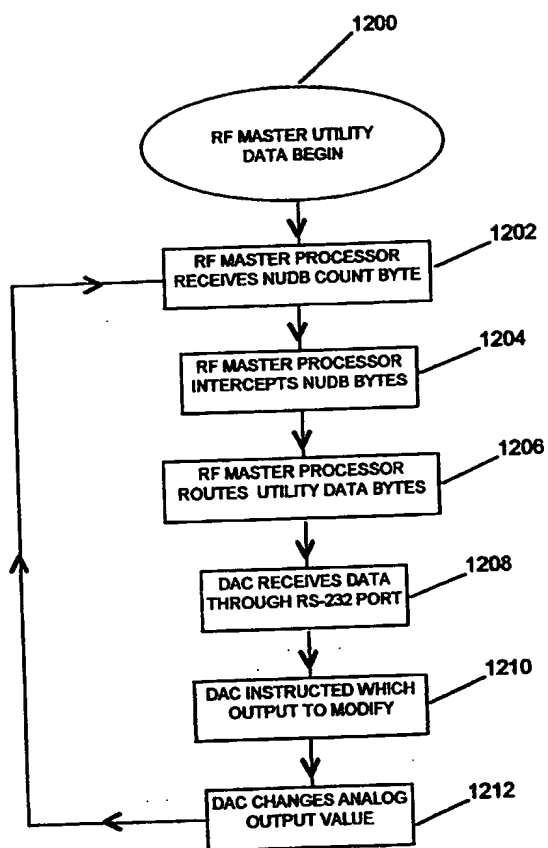 1200
RF MASTER UTILITY
DATA BEGIN
1202
RF MASTER PROCESSOR
RECEIVES NUDB COUNT BYTE
1204
RF MASTER PROCESSOR
INTERCEPTS NUDB BYTES
1206
RF MASTER PROCESSOR
ROUTES UTILITY DATA BYTES
1208
DAC RECEIVES DATA
THROUGH RS-232 PORT
1210
DAC INSTRUCTED WHICH
OUTPUT TO MODIFY
1212
DAC CHANGES ANALOG
OUTPUT VALUE